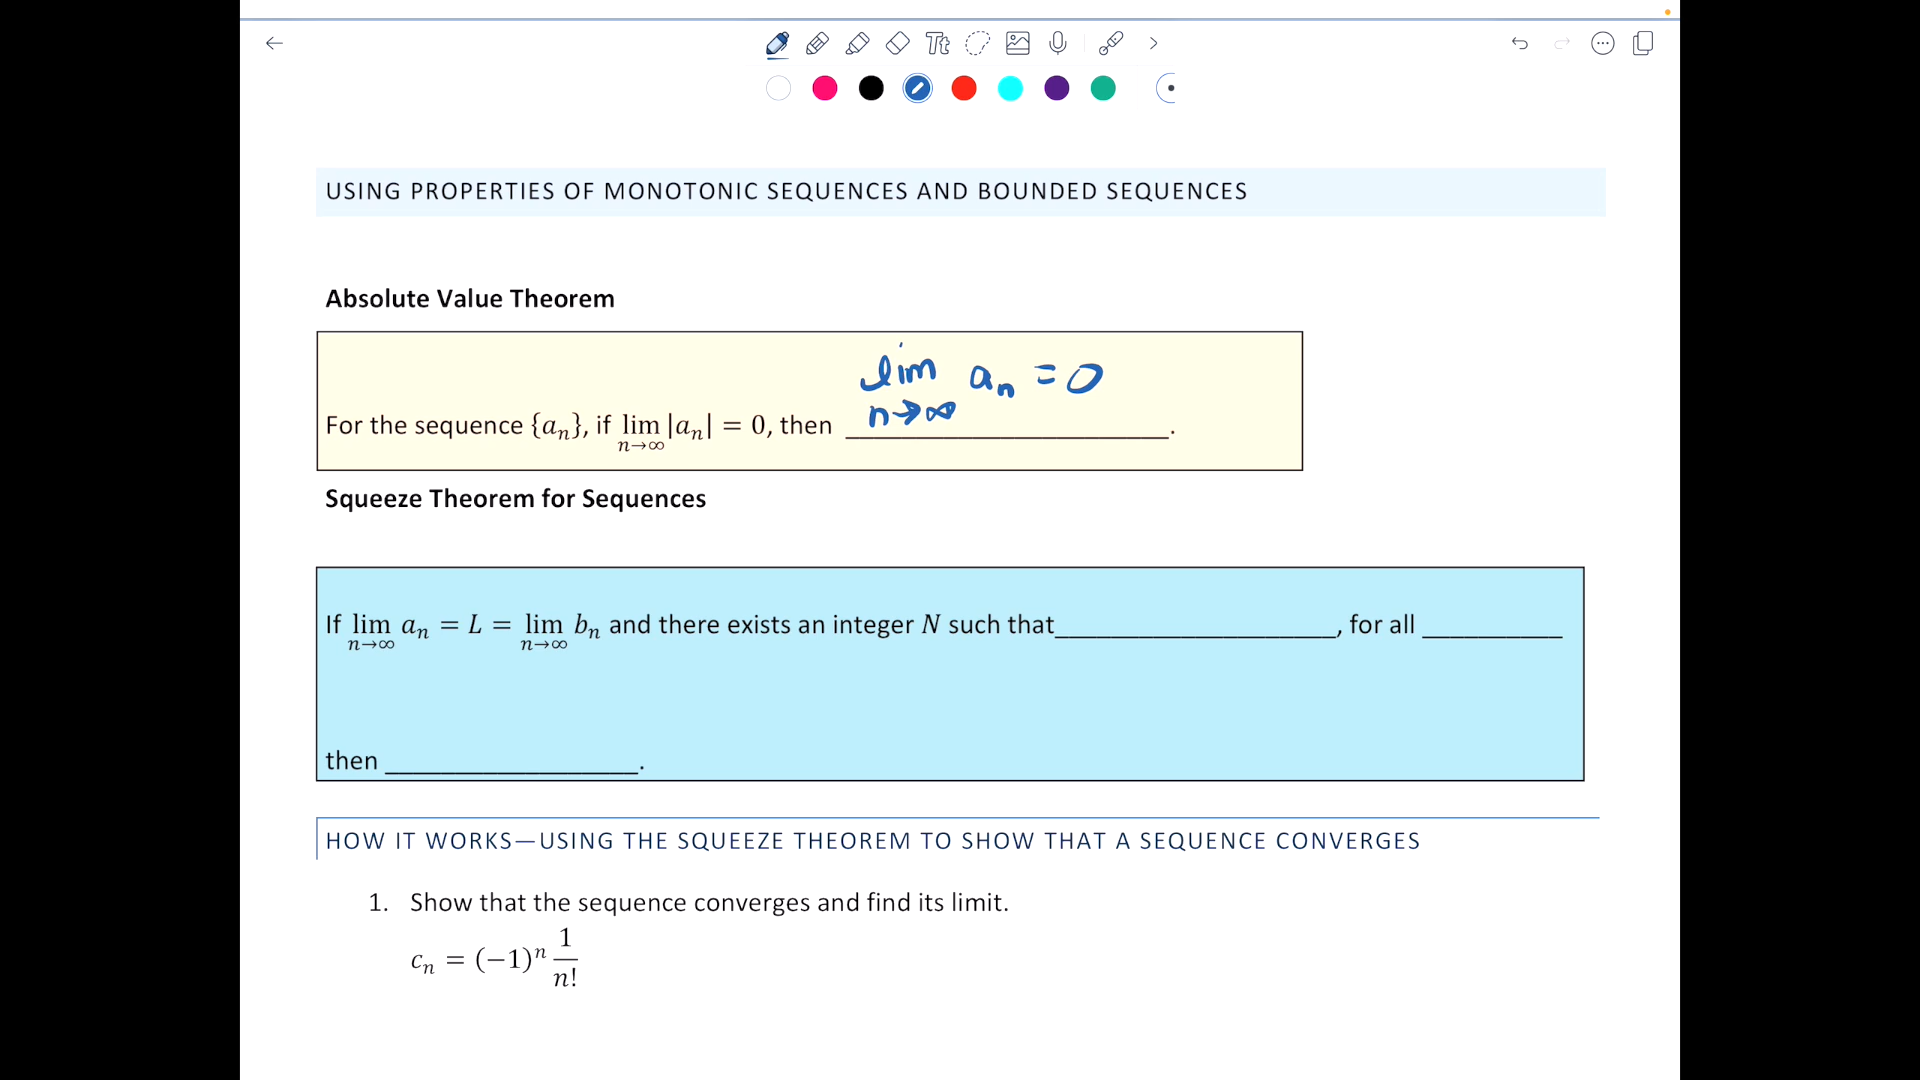 Tt
USING PROPERTIES OF MONOTONIC SEQUENCES AND BOUNDED SEQUENCES
Absolute Value Theorem
lim aₙ = 0
n→∞
For the sequence {aₙ}, if lim |aₙ| = 0, then _______________________.
n→∞
Squeeze Theorem for Sequences
If lim aₙ = L = lim bₙ and there exists an integer N such that____________________, for all __________
n→∞ n→∞
then __________________.
HOW IT WORKS—USING THE SQUEEZE THEOREM TO SHOW THAT A SEQUENCE CONVERGES
1. Show that the sequence converges and find its limit.
cₙ = (−1)ⁿ 1/n!